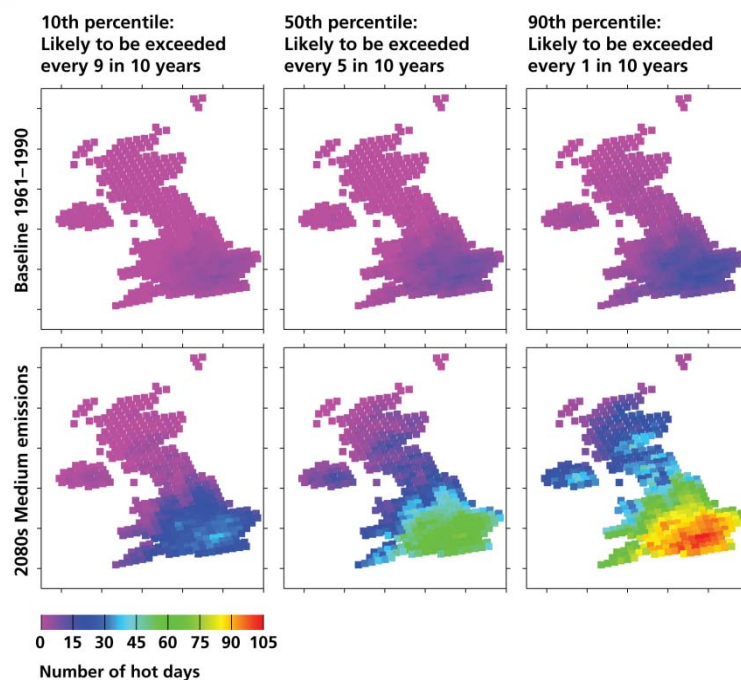 10th percentile:
Likely to be exceeded
every 9 in 10 years
50th percentile:
Likely to be exceeded
every 5 in 10 years
90th percentile:
Likely to be exceeded
every 1 in 10 years
Baseline 1961–1990
2080s Medium emissions
0 15 30 45 60 75 90 105
Number of hot days